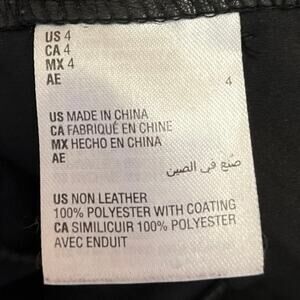 US 4
CA 4
MX 4
AE 4
US MADE IN CHINA
CA FABRIQUÉ EN CHINE
MX HECHO EN CHINA
AE
صنع في الصين
US NON LEATHER
100% POLYESTER WITH COATING
CA SIMILICUIR 100% POLYESTER
AVEC ENDUIT